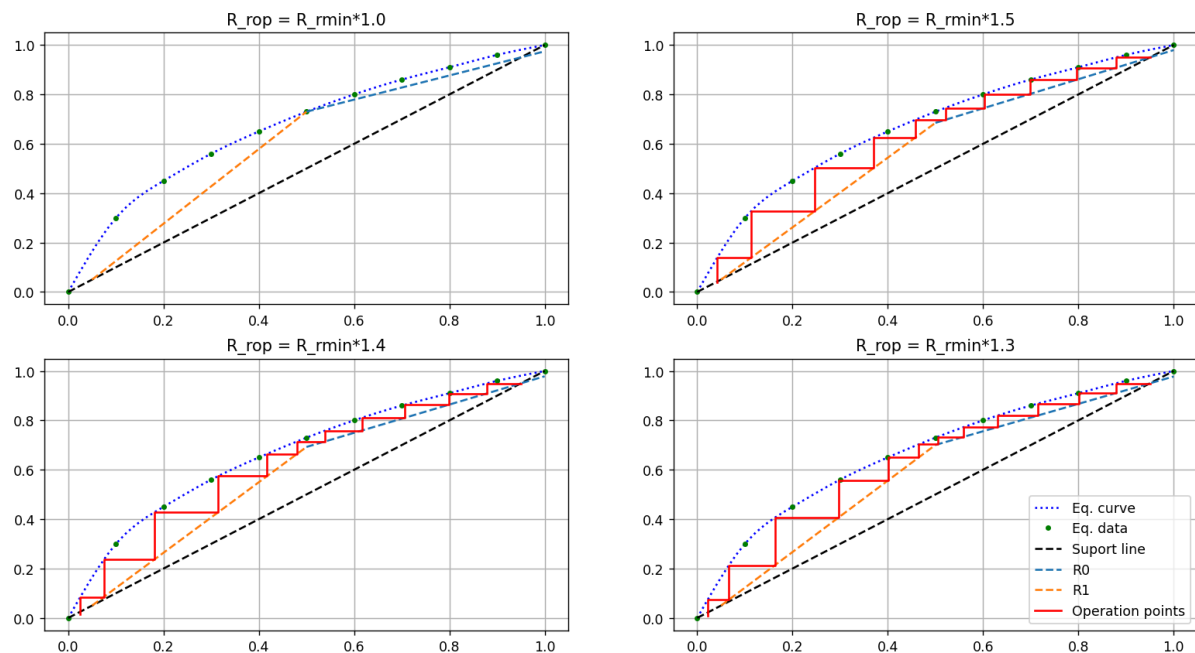 R_rop = R_rmin*1.0
1.0
0.8
0.6
0.4
0.2
0.0
0.0 0.2 0.4 0.6 0.8 1.0
R_rop = R_rmin*1.5
1.0
0.8
0.6
0.4
0.2
0.0
0.0 0.2 0.4 0.6 0.8 1.0
R_rop = R_rmin*1.4
1.0
0.8
0.6
0.4
0.2
0.0
0.0 0.2 0.4 0.6 0.8 1.0
R_rop = R_rmin*1.3
1.0
0.8
0.6
0.4
0.2
0.0
0.0 0.2 0.4 0.6 0.8 1.0
Eq. curve
Eq. data
Suport line
R0
R1
Operation points